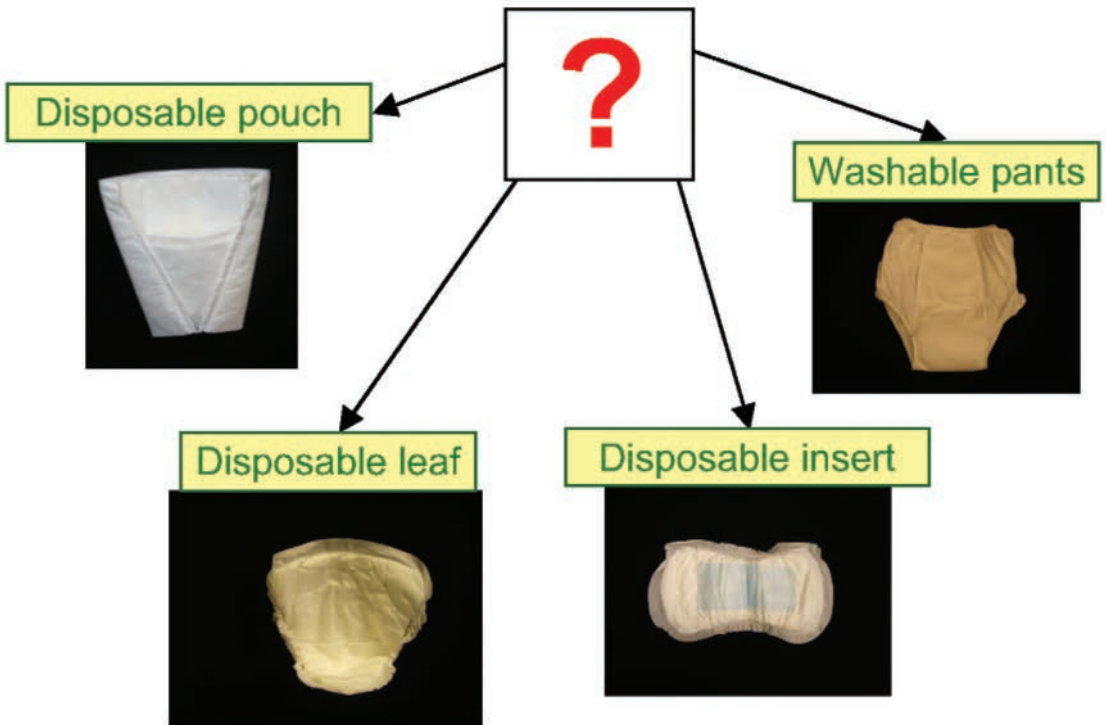 ?
Disposable pouch
Washable pants
Disposable leaf
Disposable insert